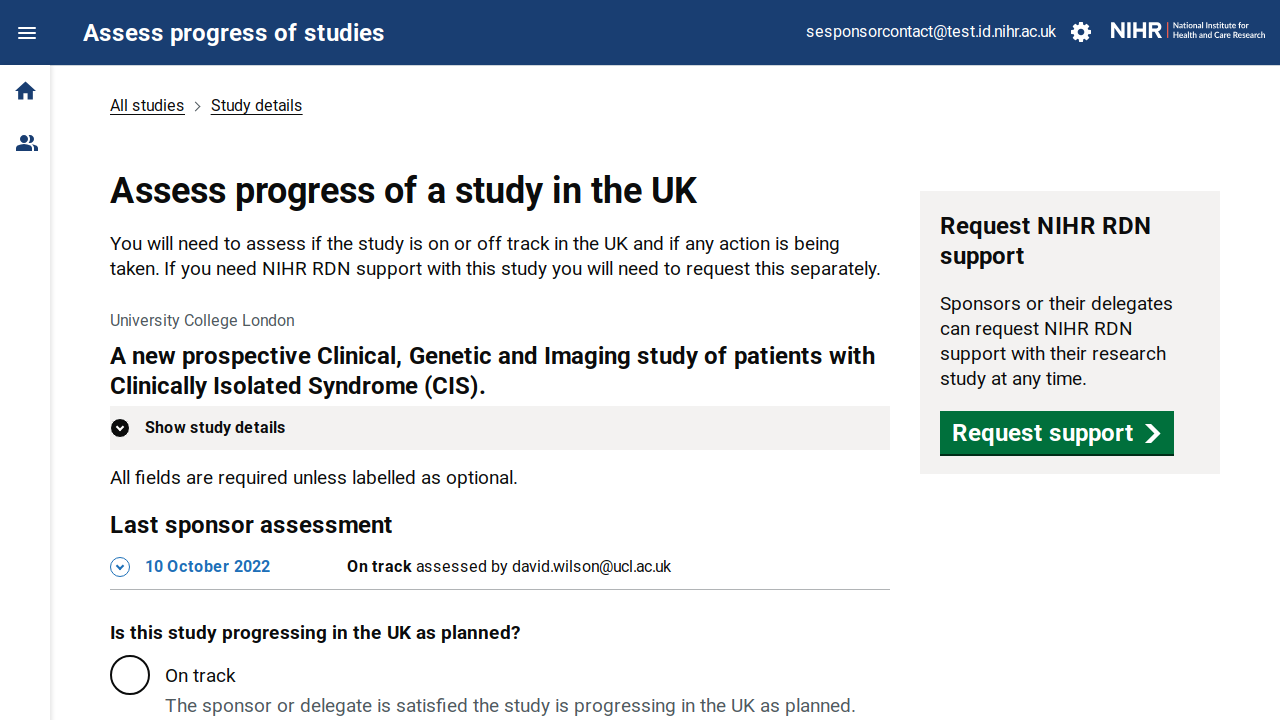 Assess progress of studies
sesponsorcontact@test.id.nihr.ac.uk
NIHR
National Institute for
Health and Care Research
All studies
Study details
Assess progress of a study in the UK
You will need to assess if the study is on or off track in the UK and if any action is being
taken. If you need NIHR RDN support with this study you will need to request this separately.
University College London
A new prospective Clinical, Genetic and Imaging study of patients with
Clinically Isolated Syndrome (CIS).
Show study details
All fields are required unless labelled as optional.
Last sponsor assessment
10 October 2022
On track assessed by david.wilson@ucl.ac.uk
Is this study progressing in the UK as planned?
On track
The sponsor or delegate is satisfied the study is progressing in the UK as planned.
Request NIHR RDN
support
Sponsors or their delegates
can request NIHR RDN
support with their research
study at any time.
Request support